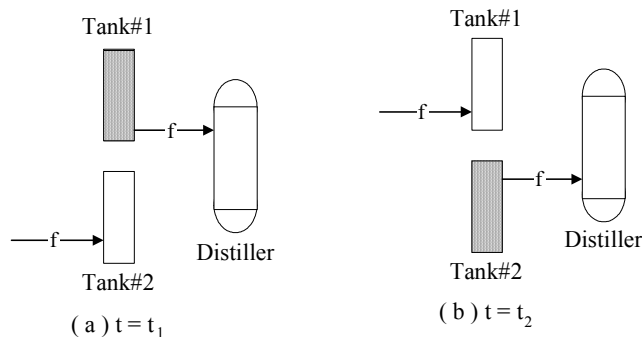 Tank#1
f
f
Distiller
Tank#2
( a ) t = t1
Tank#1
f
f
Distiller
Tank#2
( b ) t = t2